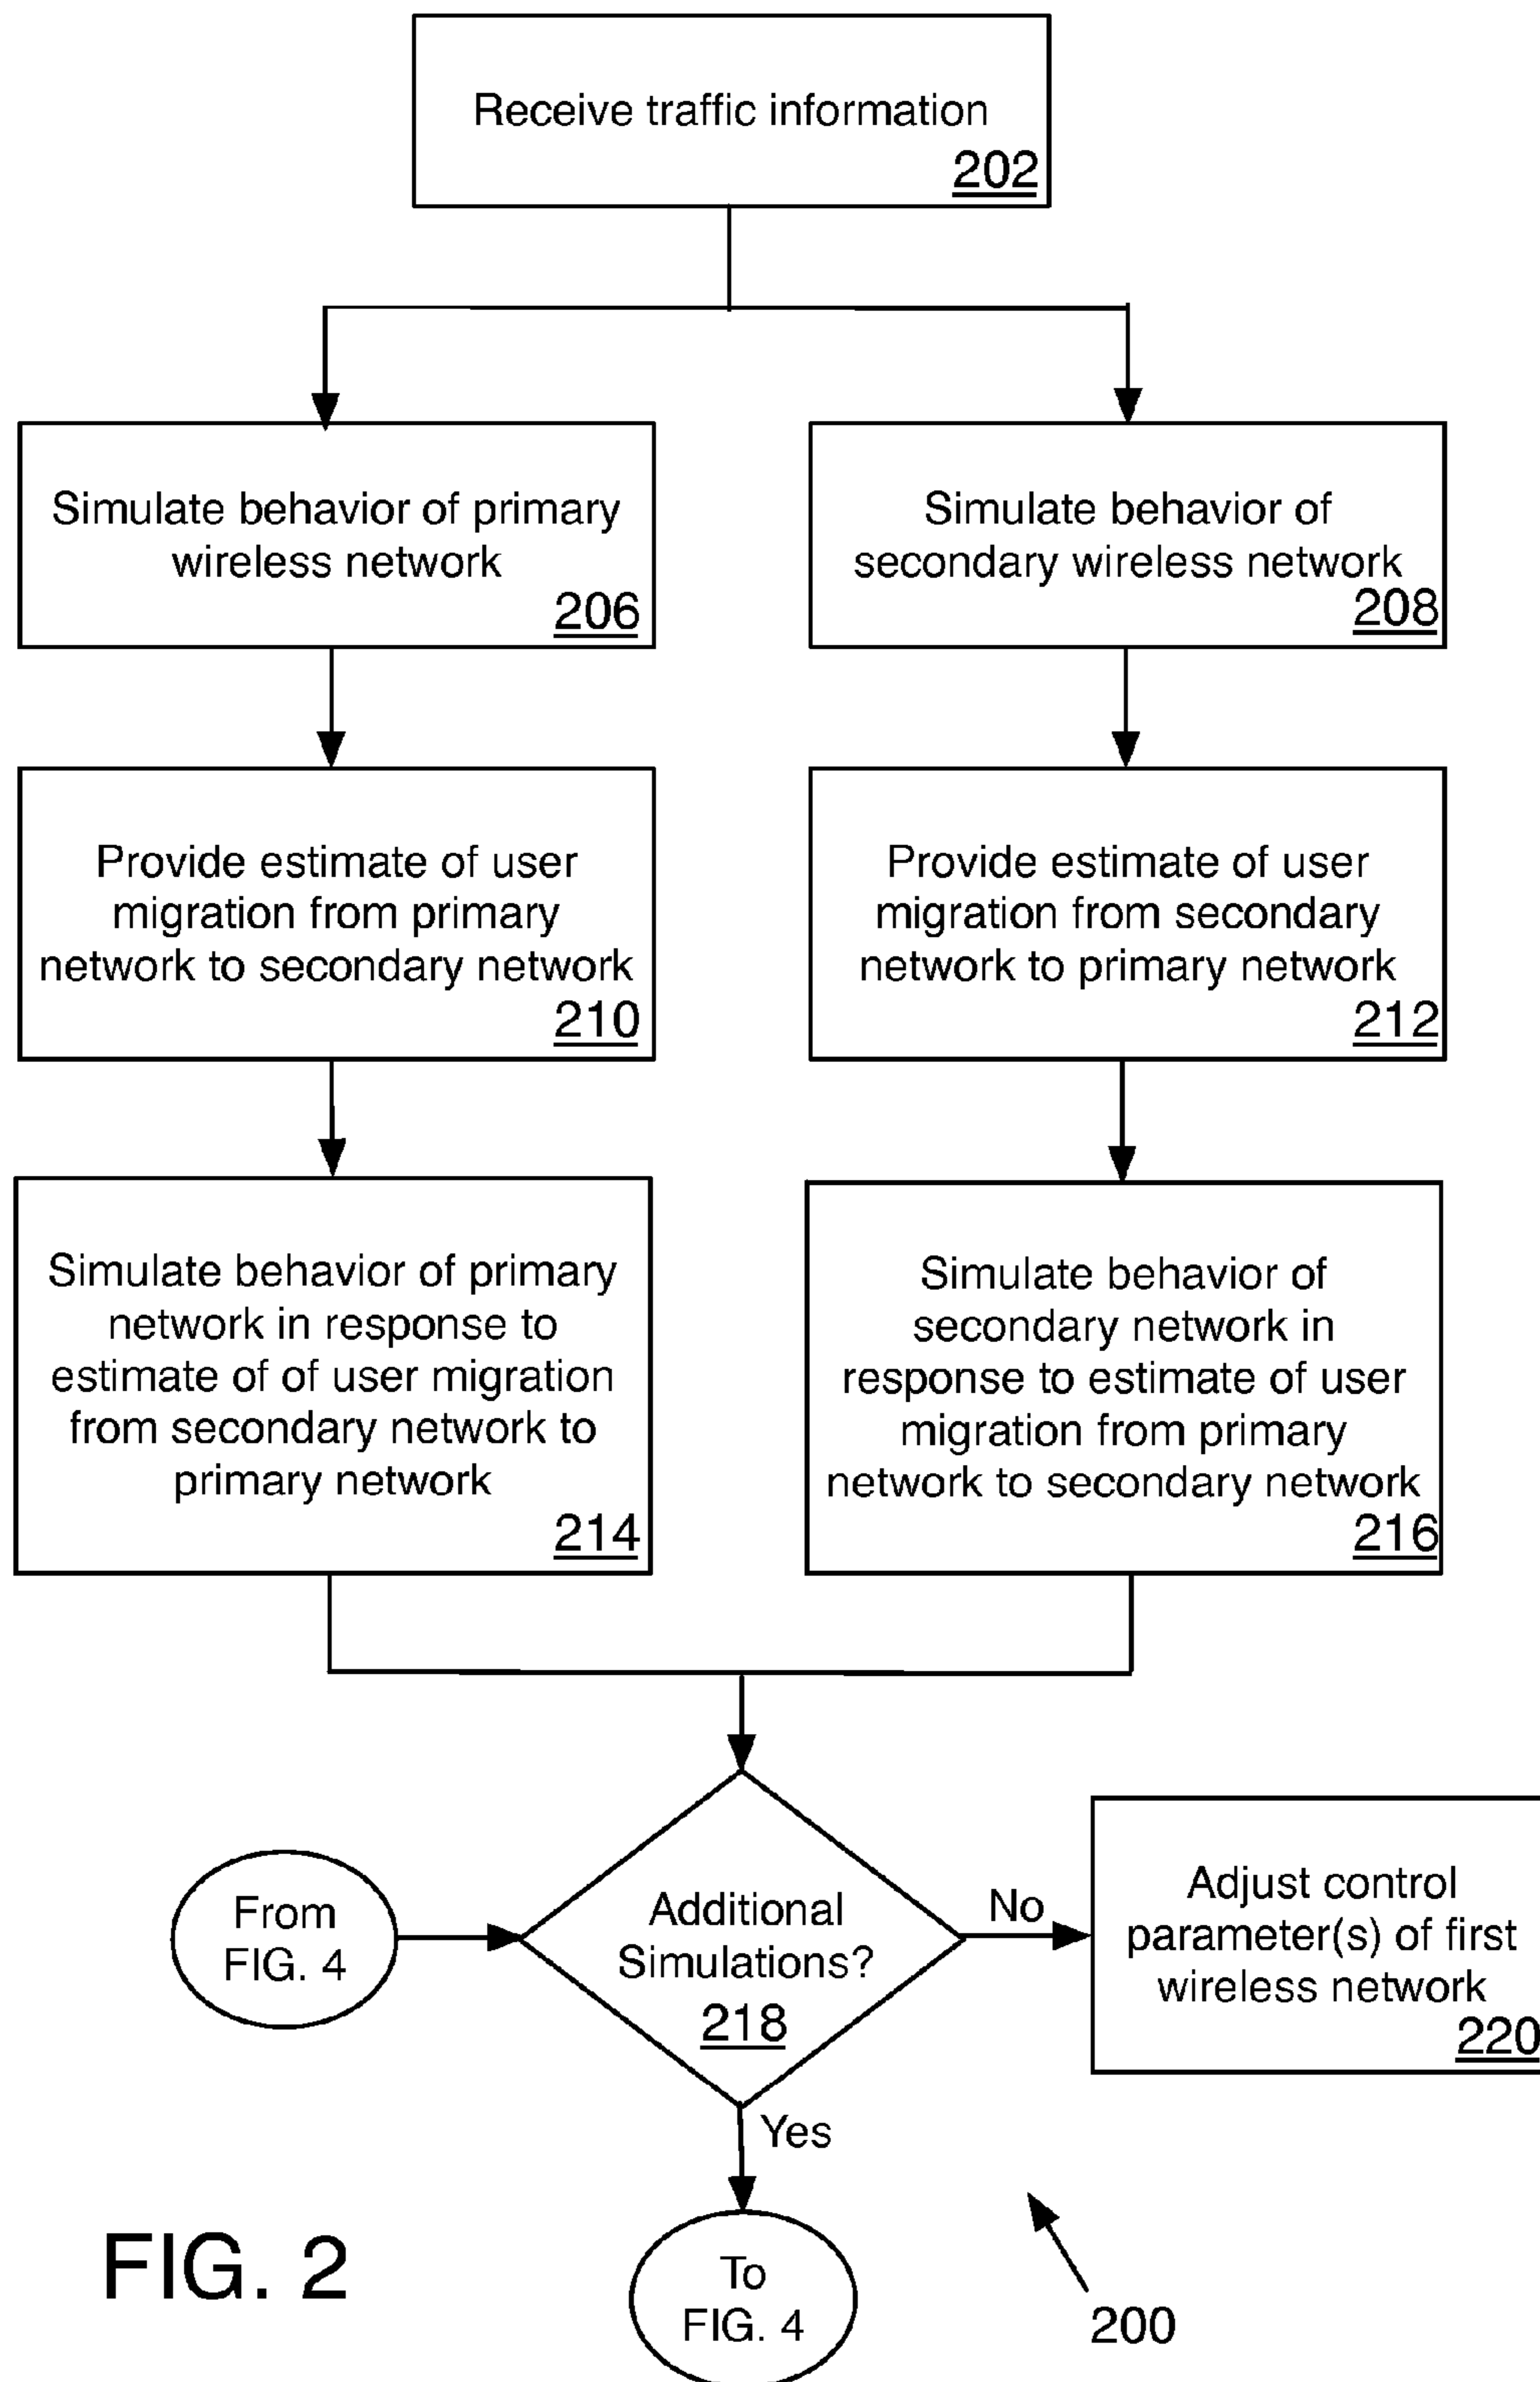 Receive traffic information
202
Simulate behavior of primary
wireless network
206
Simulate behavior of
secondary wireless network
208
Provide estimate of user
migration from primary
network to secondary network
210
Provide estimate of user
migration from secondary
network to primary network
212
Simulate behavior of primary
network in response to
estimate of of user migration
from secondary network to
primary network
214
Simulate behavior of
secondary network in
response to estimate of user
migration from primary
network to secondary network
216
From
FIG. 4
Additional
Simulations?
218
No
Adjust control
parameter(s) of first
wireless network
220
Yes
To
FIG. 4
FIG. 2
200